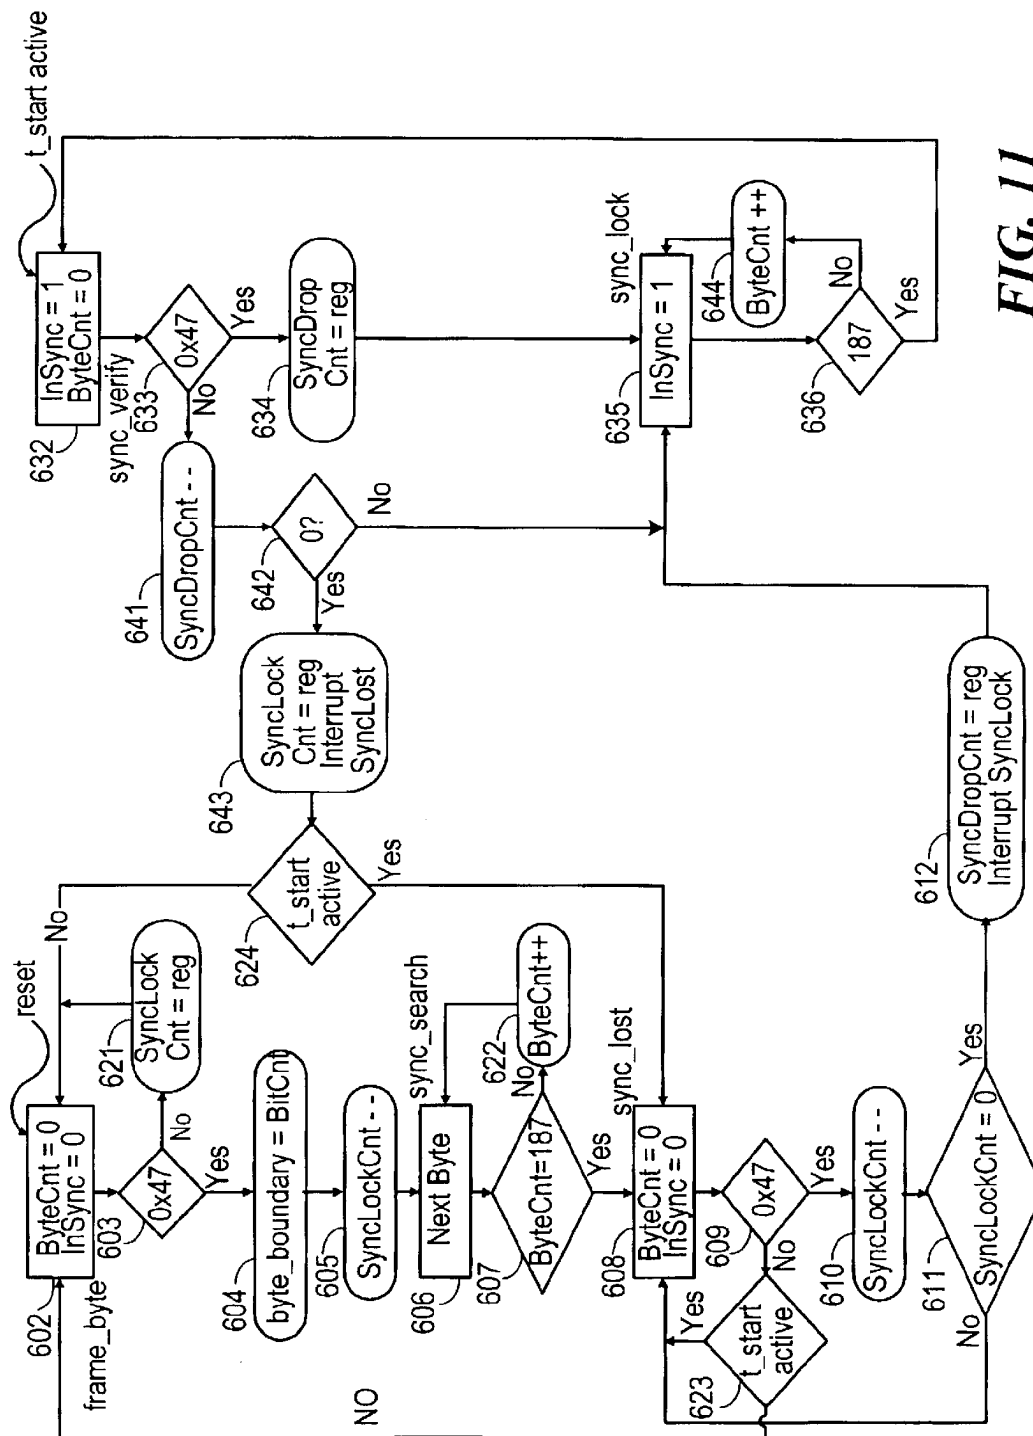 reset
602
ByteCnt = 0
InSync = 0
frame_byte
603
0x47
No
Yes
621
SyncLock
Cnt = reg
No
604
byte_boundary = BitCnt
605
SyncLockCnt - -
606
Next Byte
sync_search
607
ByteCnt=187
No
Yes
622
ByteCnt++
NO
608
ByteCnt = 0
InSync = 0
sync_lost
609
0x47
No
Yes
623
t_start
active
Yes
610
SyncLockCnt - -
611
SyncLockCnt = 0
No
Yes
612
SyncDropCnt = reg
Interrupt SyncLock
624
t_start
active
Yes
643
SyncLock
Cnt = reg
Interrupt
SyncLost
642
0?
Yes
No
641
SyncDropCnt - -
t_start active
632
InSync = 1
ByteCnt = 0
sync_verify
633
0x47
No
Yes
634
SyncDrop
Cnt = reg
635
InSync = 1
sync_lock
644
ByteCnt ++
636
187
No
Yes
FIG. 11